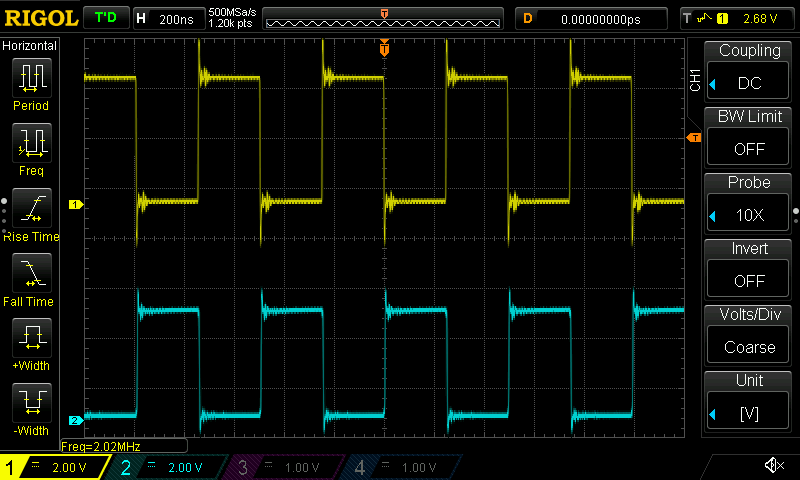 RIGOL T'D H 200ns 500MSa/s D 0.00000000ps T 1 2.68 V
1.20k pts
T
Horizontal
Period
Freq
Rise Time
Fall Time
+Width
-Width
1
2
T
CH1
Coupling
DC
BW Limit
OFF
Probe
10X
Invert
OFF
Volts/Div
Coarse
Unit
[V]
Freq=2.02MHz
1 2.00 V 2 2.00 V 3 1.00 V 4 1.00 V